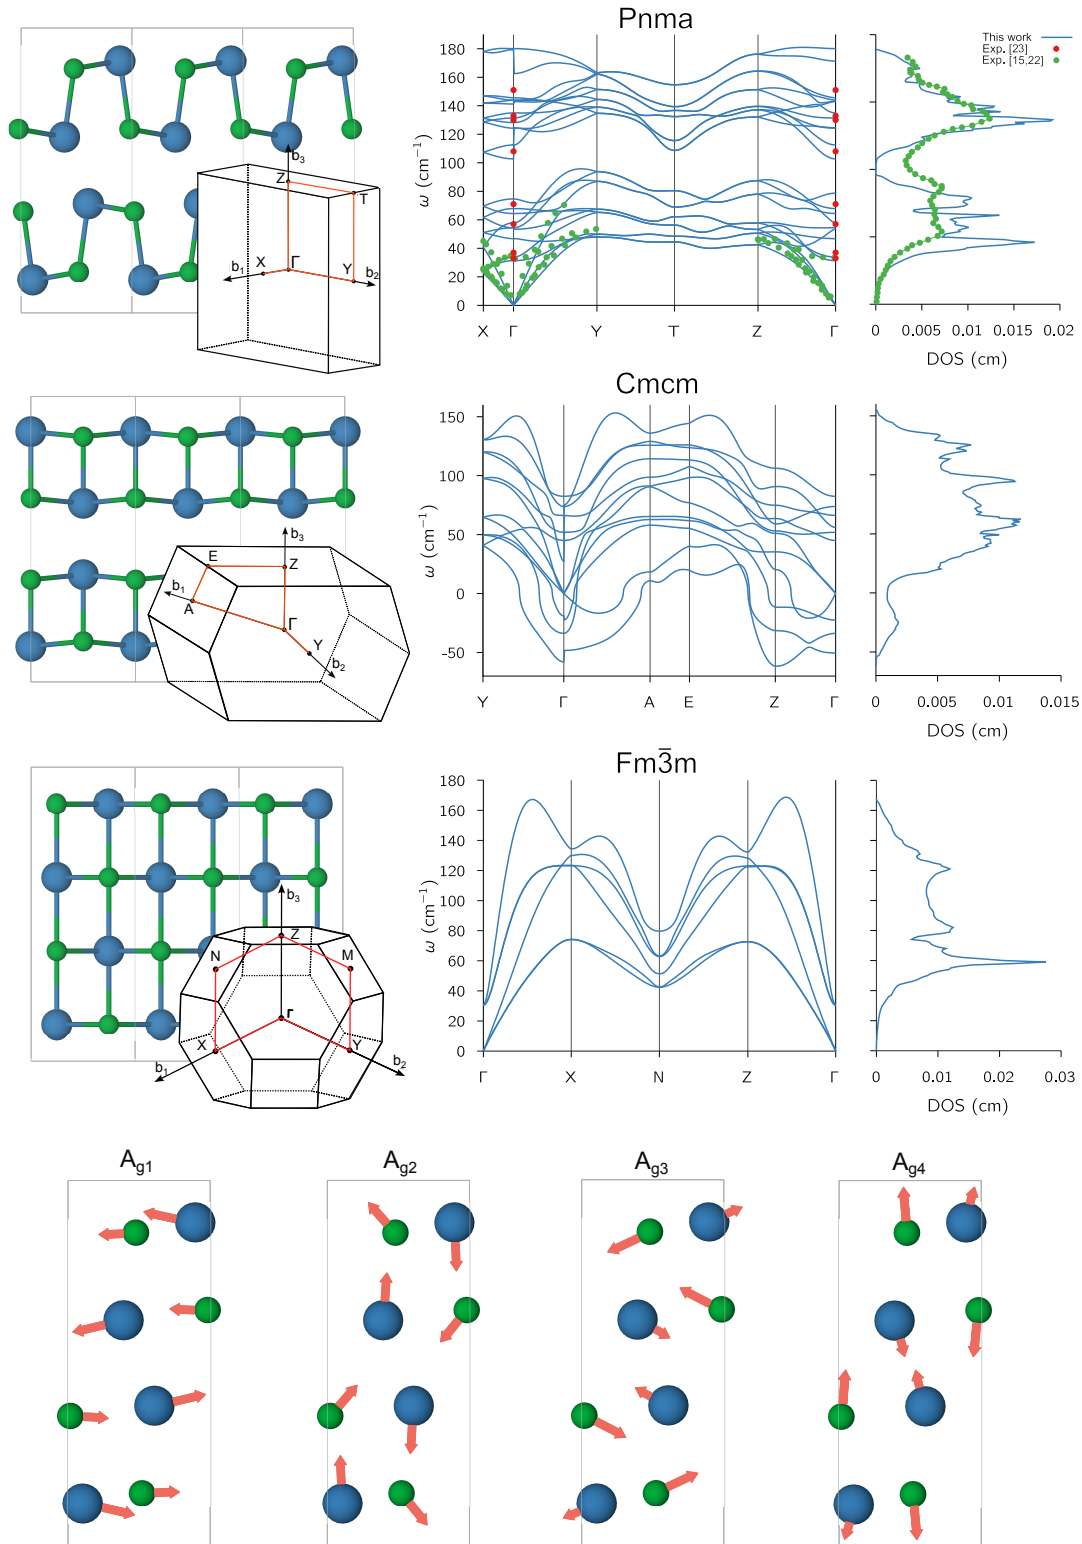 Pnma
This work
Exp. [23]
Exp. [15,22]
b₃
Z
T
b₁
X
Γ
Y
b₂
ω (cm⁻¹)
180
160
140
120
100
80
60
40
20
0
X Γ Y T Z Γ
0 0.005 0.01 0.015 0.02
DOS (cm)
Cmcm
b₃
E
Z
b₁
A
Γ
Y
b₂
ω (cm⁻¹)
150
100
50
0
-50
Y Γ A E Z Γ
0 0.005 0.01 0.015
DOS (cm)
Fm3̅m
b₃
Z
N
M
Γ
X
Y
b₁
b₂
ω (cm⁻¹)
180
160
140
120
100
80
60
40
20
0
Γ X N Z Γ
0 0.01 0.02 0.03
DOS (cm)
A_g1 A_g2 A_g3 A_g4